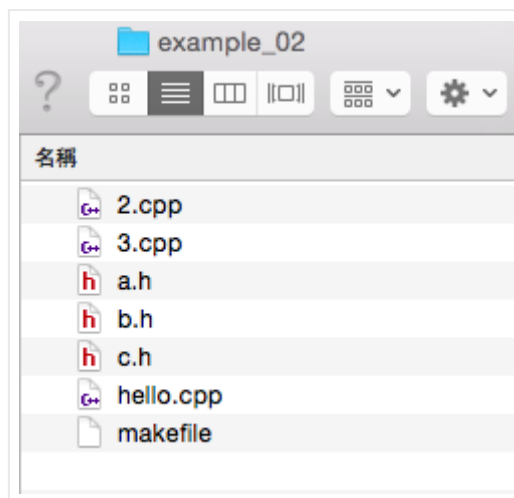 example_02
?
名稱
2.cpp
3.cpp
a.h
b.h
c.h
hello.cpp
makefile